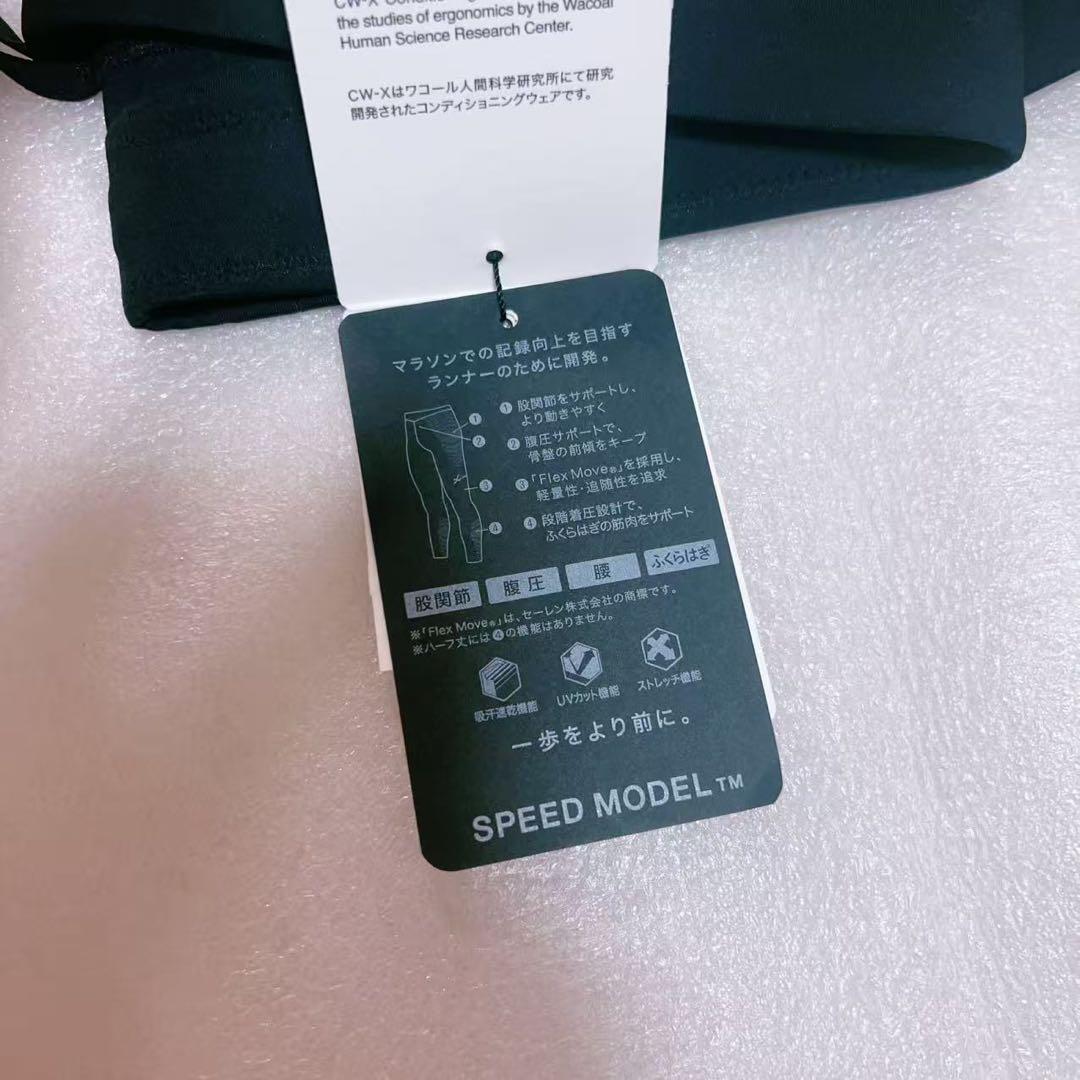 CW-X
the studies of ergonomics by the Wacoal
Human Science Research Center.
CW-Xはワコール人間科学研究所にて研究
開発されたコンディショニングウェアです。
マラソンでの記録向上を目指す
ランナーのために開発。
① 股関節をサポートし、
より動きやすく
② 腹圧サポートで、
骨盤の前傾をキープ
③「Flex Move®」を採用し、
軽量性・追随性を追求
④ 段階着圧設計で、
ふくらはぎの筋肉をサポート
①
②
③
④
股関節 腹圧 腰 ふくらはぎ
※「Flex Move®」は、セーレン株式会社の商標です。
※ハーフ丈には④の機能はありません。
吸汗速乾機能 UVカット機能 ストレッチ機能
一歩をより前に。
SPEED MODEL TM